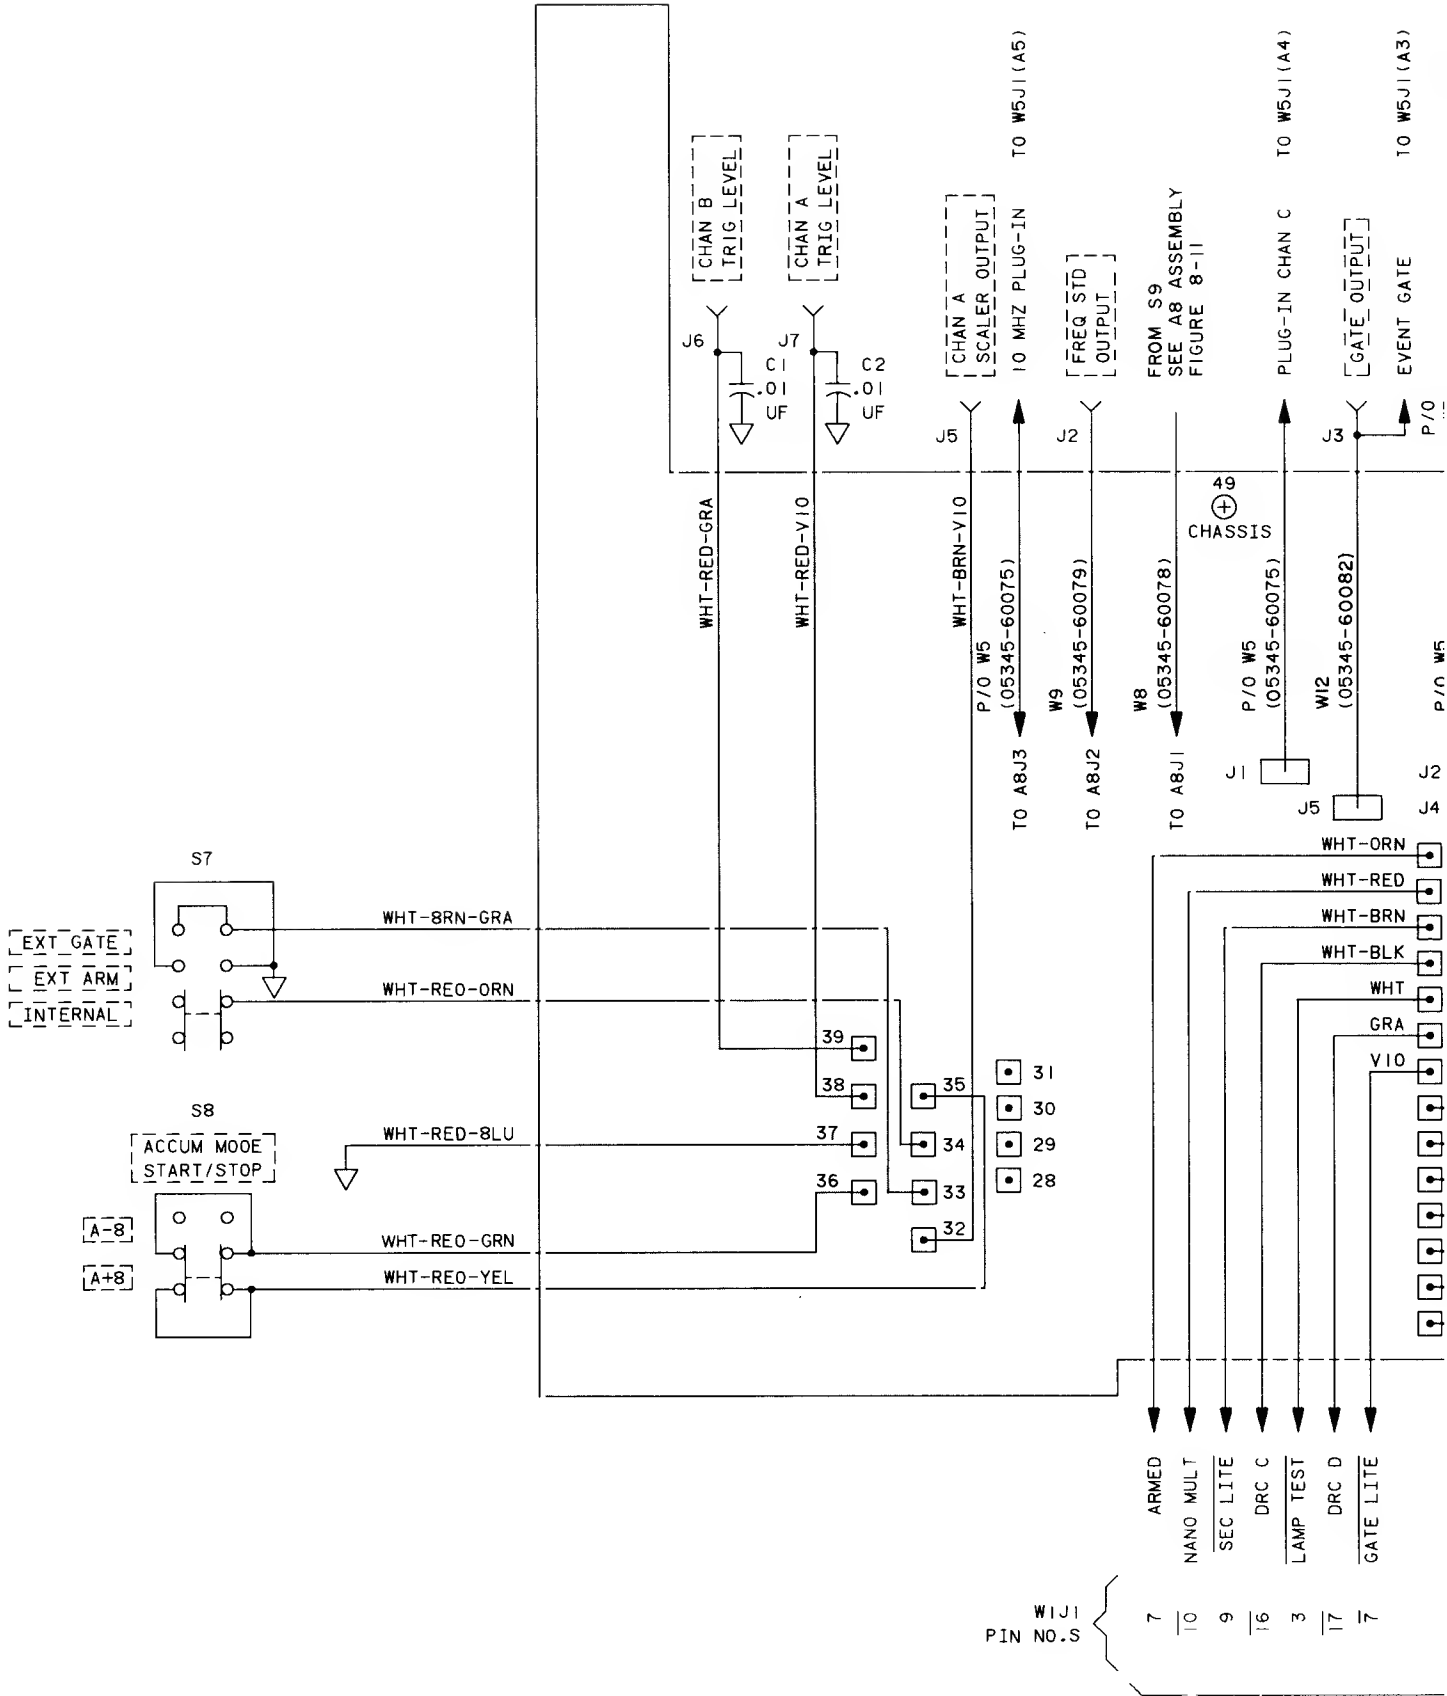 CHAN B
TRIG LEVEL
CHAN A
TRIG LEVEL
CHAN A
SCALER OUTPUT
10 MHZ PLUG-IN TO W5J1(A5)
FREQ STD
OUTPUT
FROM S9
SEE A8 ASSEMBLY
FIGURE 8-11
PLUG-IN CHAN C TO W5J1(A4)
GATE OUTPUT
EVENT GATE TO W5J1(A3)
P/O
J6
C1
.01
UF
J7
C2
.01
UF
J5
J2
J3
49
CHASSIS
WHT-RED-GRA
WHT-RED-VIO
WHT-BRN-VIO
P/O W5
(05345-60075)
W9
(05345-60079)
W8
(05345-60078)
P/O W5
(05345-60075)
W12
(05345-60082)
P/O W5
TO A8J3
TO A8J2
TO A8J1
J1
J5
J2
J4
S7
EXT GATE
EXT ARM
INTERNAL
WHT-8RN-GRA
WHT-REO-ORN
S8
ACCUM MOOE
START/STOP
A-8
A+8
WHT-RED-8LU
WHT-REO-GRN
WHT-REO-YEL
39
38
37
36
35
34
33
32
31
30
29
28
WHT-ORN
WHT-RED
WHT-BRN
WHT-BLK
WHT
GRA
VIO
ARMED
NANO MULT
SEC LITE
DRC C
LAMP TEST
DRC D
GATE LITE
W1J1
PIN NO.S
7
10
9
16
3
17
7